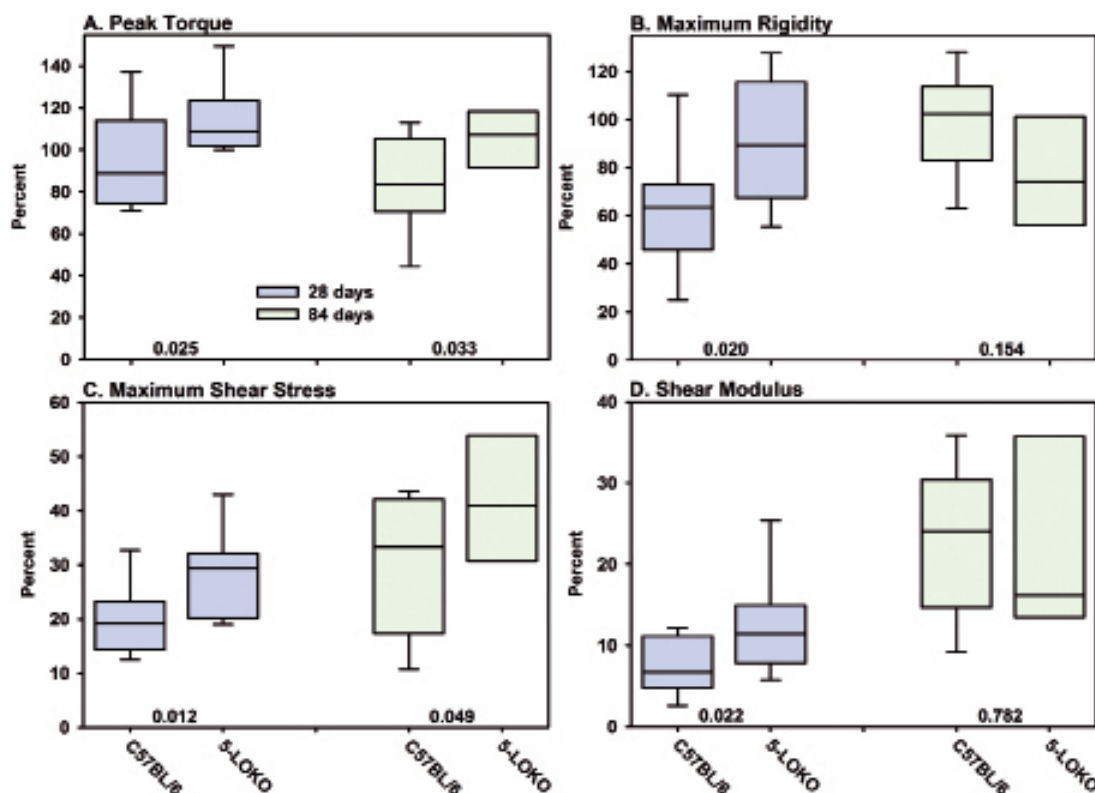 A. Peak Torque
Percent
140
120
100
80
60
40
20
0
28 days
84 days
0.025
0.033
B. Maximum Rigidity
Percent
120
100
80
60
40
20
0
0.020
0.154
C. Maximum Shear Stress
Percent
60
50
40
30
20
10
0
0.012
0.049
C57BL/6
5-LOKO
C57BL/6
5-LOKO
D. Shear Modulus
Percent
40
30
20
10
0
0.022
0.782
C57BL/6
5-LOKO
C57BL/6
5-LOKO